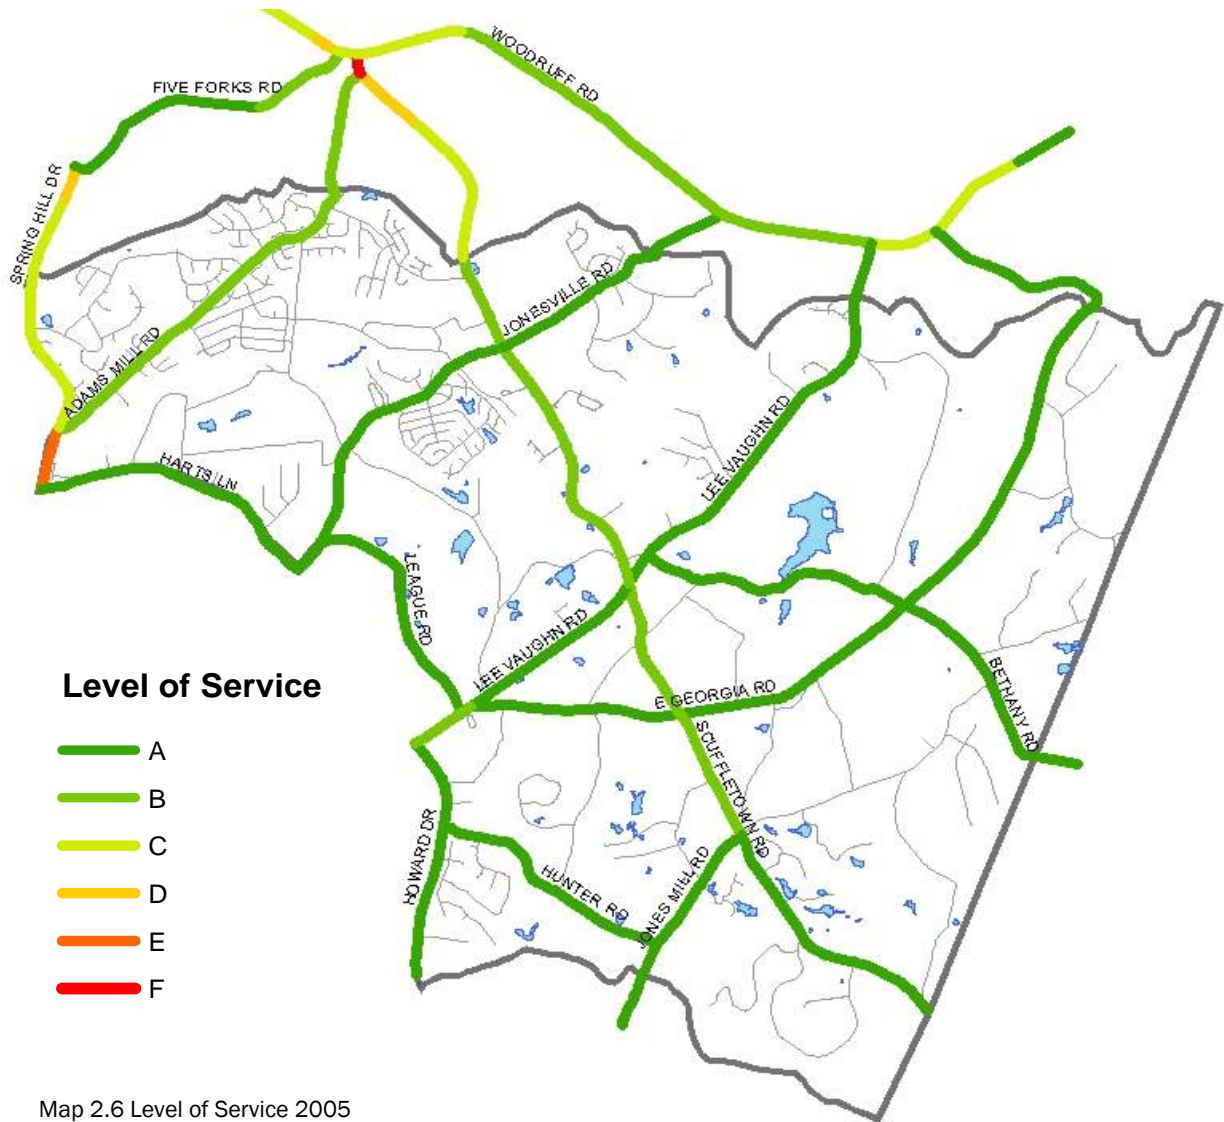 WOODRUFF RD
FIVE FORKS RD
SPRING HILL DR
JONESVILLE RD
ADAMS MILL RD
LEE VAUGHN RD
HARTS LN
LEAGUE RD
LEE VAUGHN RD
E GEORGIA RD
BETHANY RD
SCUFFLETOWN RD
HOWARD DR
HUNTER RD
JONES MILL RD
Level of Service
A
B
C
D
E
F
Map 2.6 Level of Service 2005